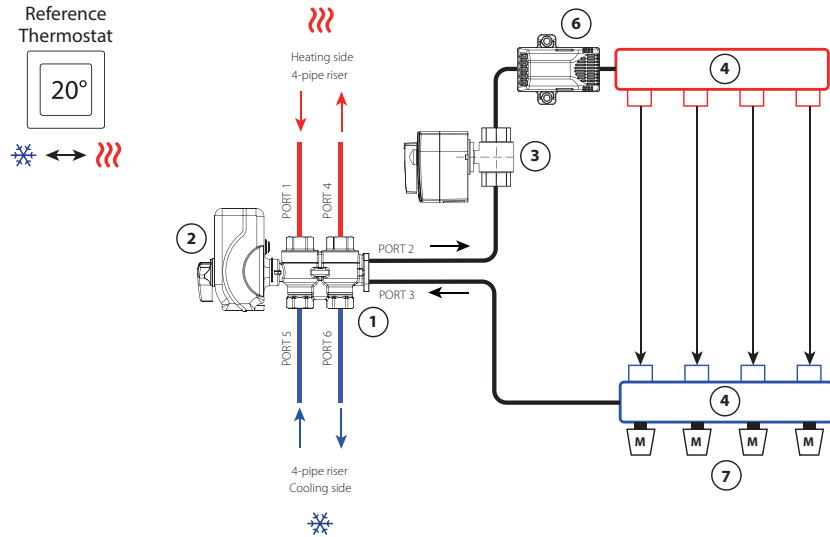 Reference
Thermostat
20°
Heating side
4-pipe riser
PORT 1
PORT 4
6
4
3
2
PORT 2
PORT 3
1
PORT 5
PORT 6
4
M
M
M
M
7
4-pipe riser
Cooling side